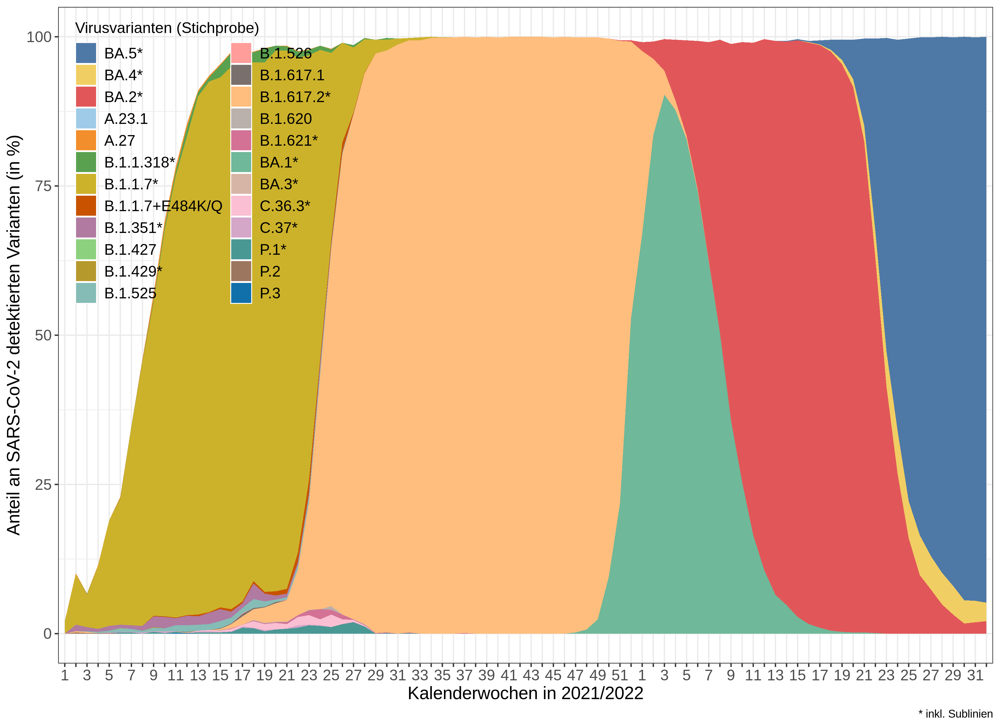 Virusvarianten (Stichprobe)
BA.5*
BA.4*
BA.2*
A.23.1
A.27
B.1.1.318*
B.1.1.7*
B.1.1.7+E484K/Q
B.1.351*
B.1.427
B.1.429*
B.1.525
B.1.526
B.1.617.1
B.1.617.2*
B.1.620
B.1.621*
BA.1*
BA.3*
C.36.3*
C.37*
P.1*
P.2
P.3
Anteil an SARS-CoV-2 detektierten Varianten (in %)
100
75
50
25
0
1 3 5 7 9 11 13 15 17 19 21 23 25 27 29 31 33 35 37 39 41 43 45 47 49 51 1 3 5 7 9 11 13 15 17 19 21 23 25 27 29 31
Kalenderwochen in 2021/2022
* inkl. Sublinien